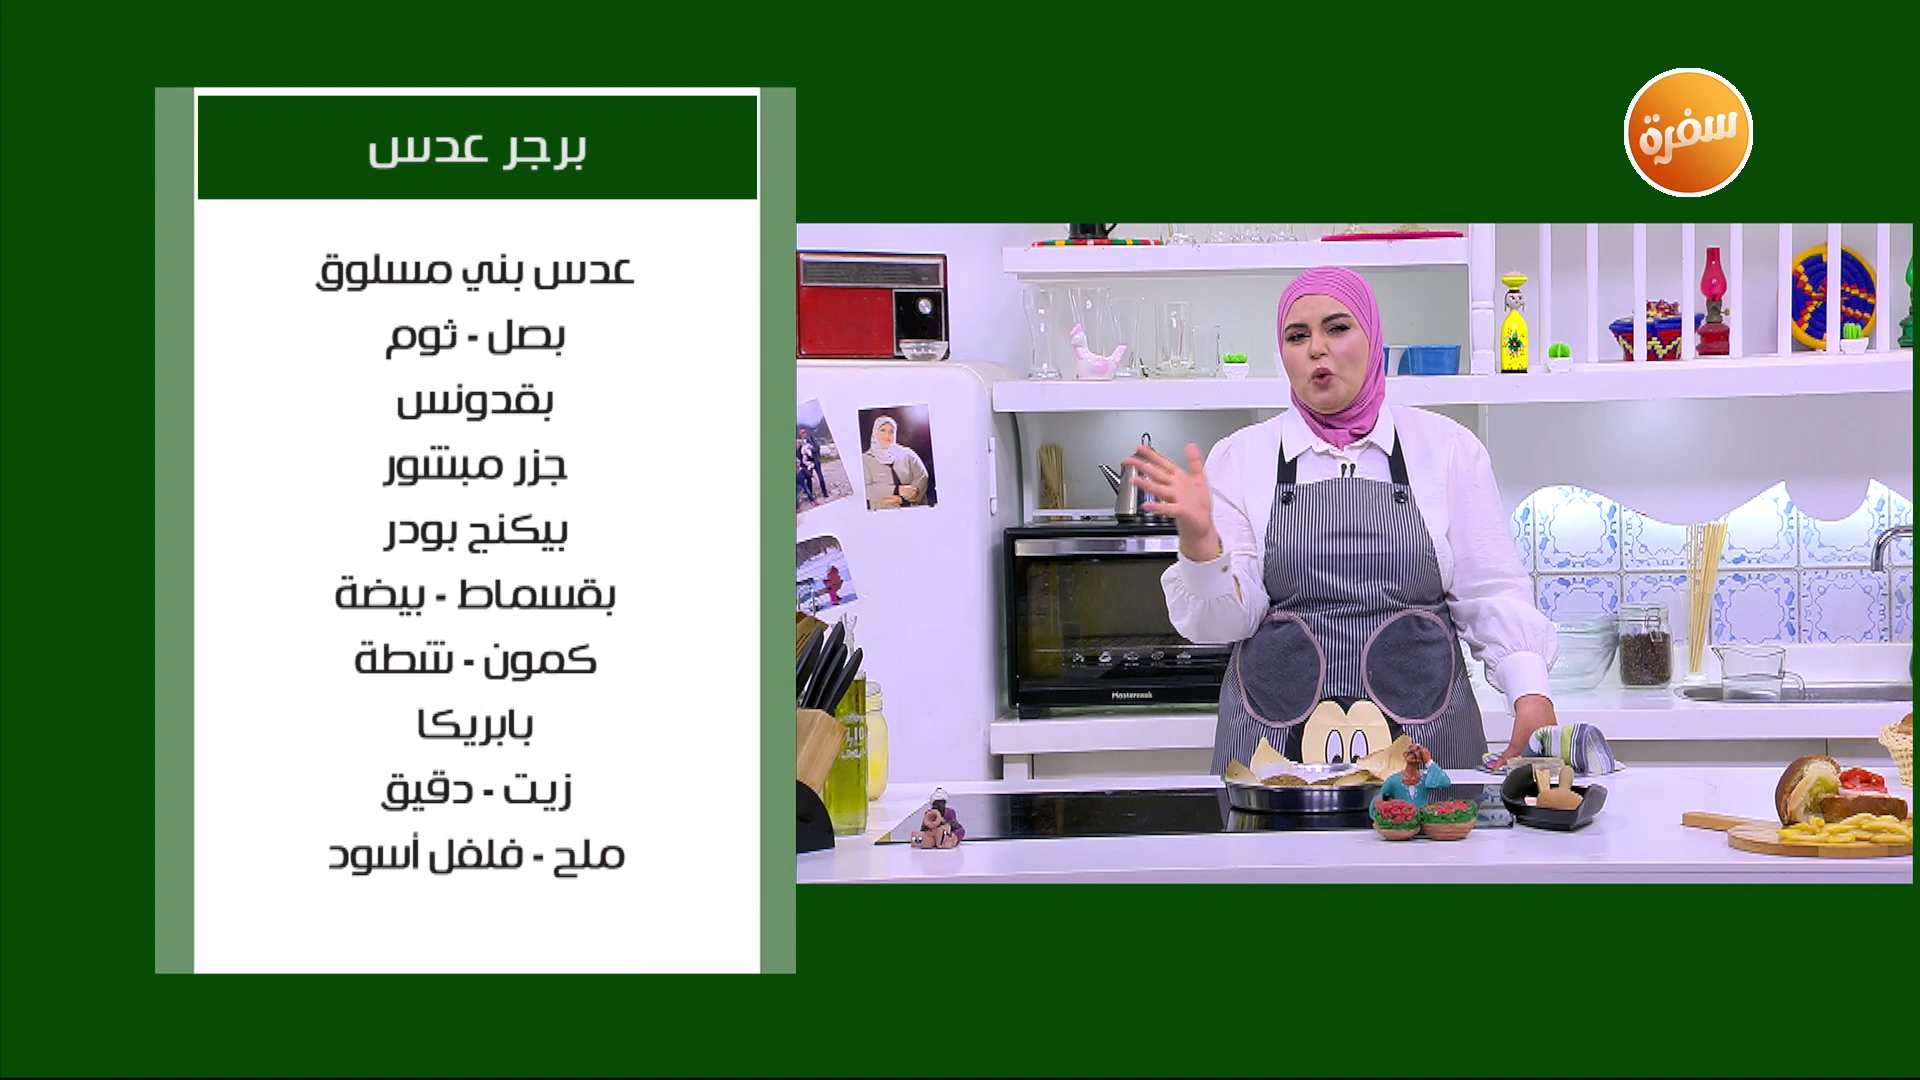 سفرة
برجر عدس
عدس بني مسلوق
بصل - ثوم
بقدونس
جزر مبشور
بيكنج بودر
بقسماط - بيضة
كمون - شطة
بابريكا
زيت - دقيق
ملح - فلفل أسود
Mastercook